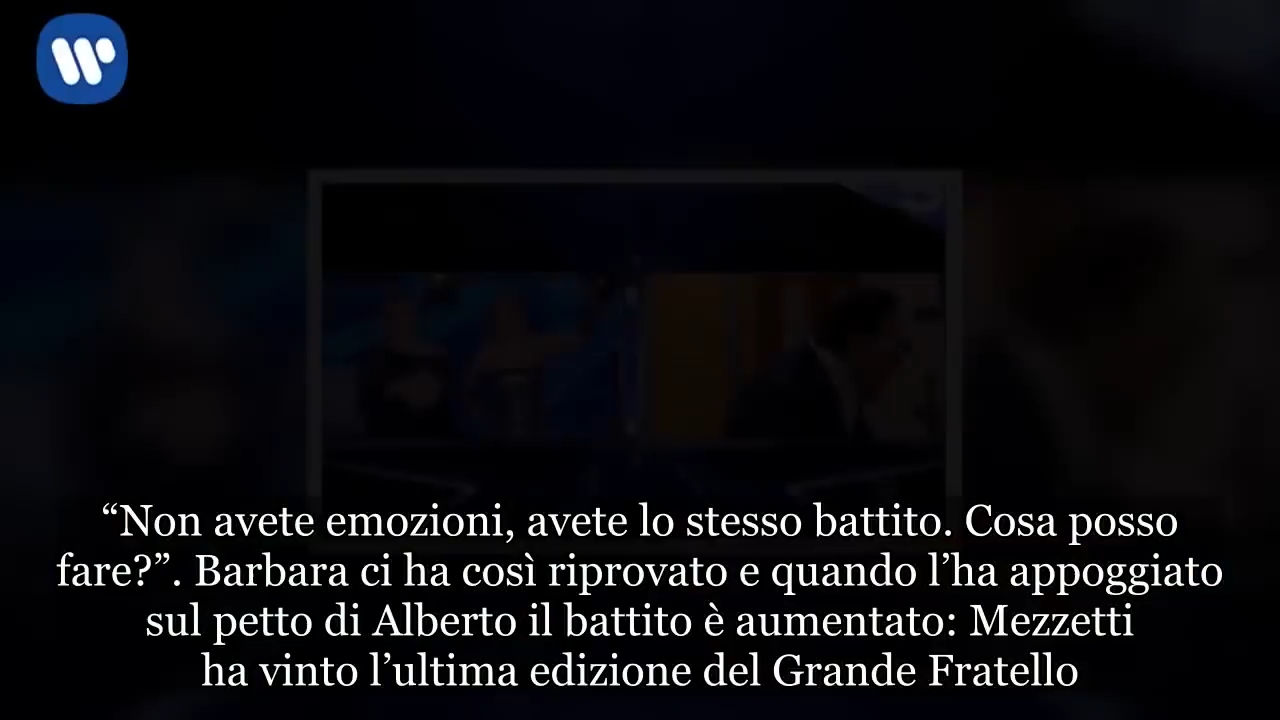 “Non avete emozioni, avete lo stesso battito. Cosa posso
fare?”. Barbara ci ha così riprovato e quando l’ha appoggiato
sul petto di Alberto il battito è aumentato: Mezzetti
ha vinto l’ultima edizione del Grande Fratello